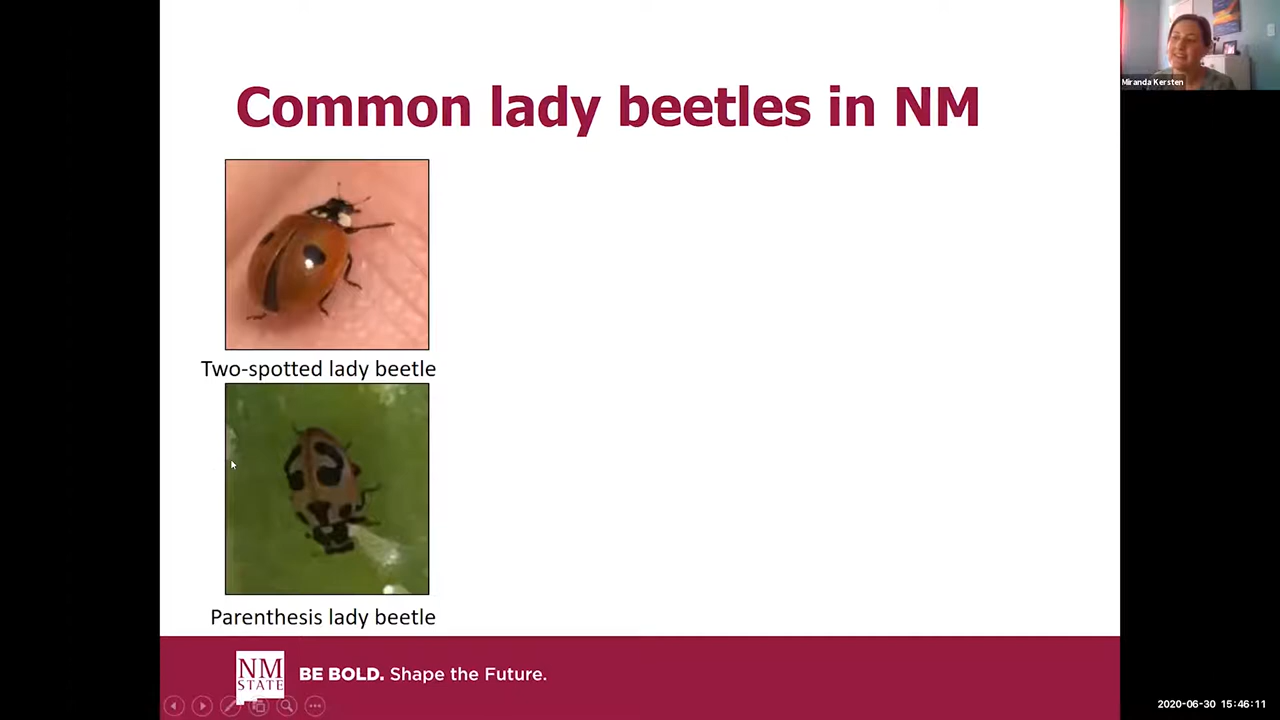 Common lady beetles in NM
Miranda Kersten
Two-spotted lady beetle
Parenthesis lady beetle
NM
STATE
BE BOLD. Shape the Future.
2020-06-30 15:46:11